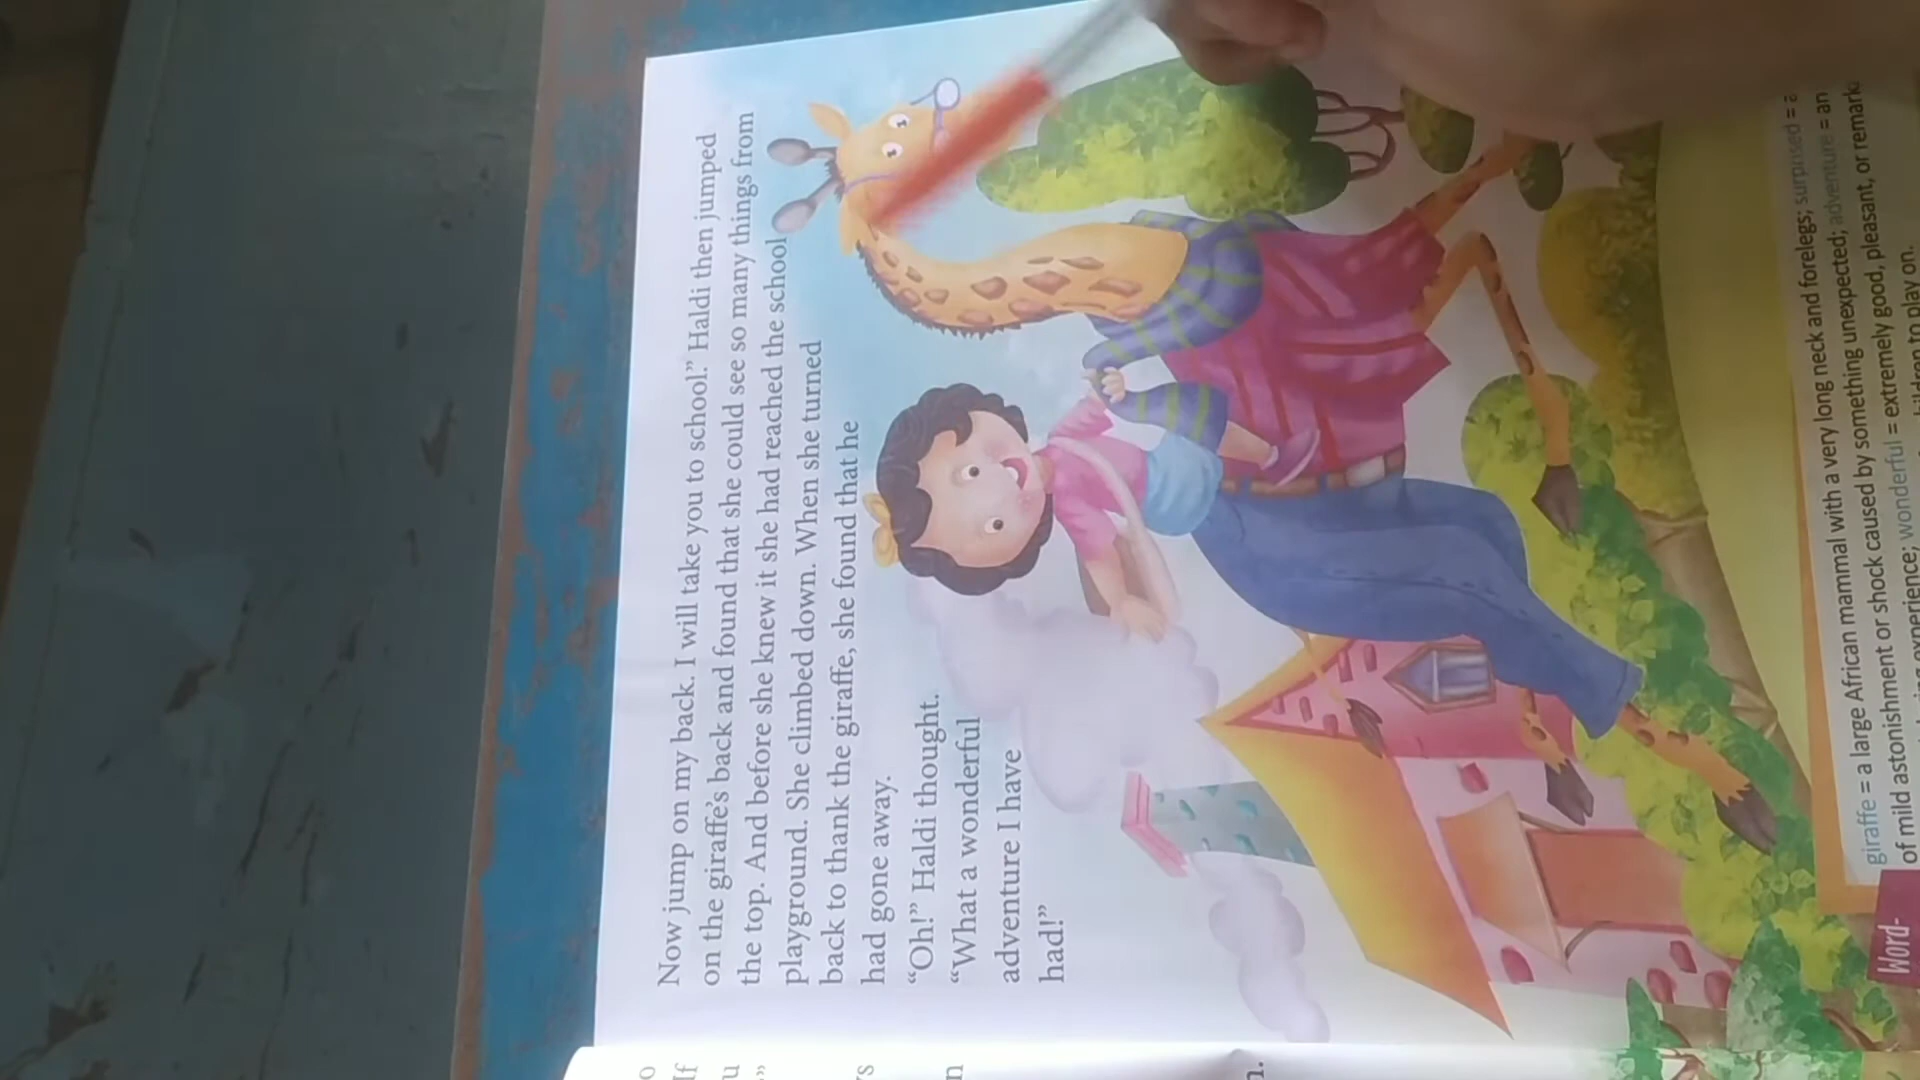 Now jump on my back. I will take you to school.” Haldi then jumped
on the giraffe’s back and found that she could see so many things from
the top. And before she knew it she had reached the school
playground. She climbed down. When she turned
back to thank the giraffe, she found that he
had gone away.
“Oh!” Haldi thought.
“What a wonderful
adventure I have
had!”
Word-
giraffe = a large African mammal with a very long neck and forelegs; surprised =
of mild astonishment or shock caused by something unexpected; adventure = an
experience; wonderful = extremely good, pleasant, or
to play on.